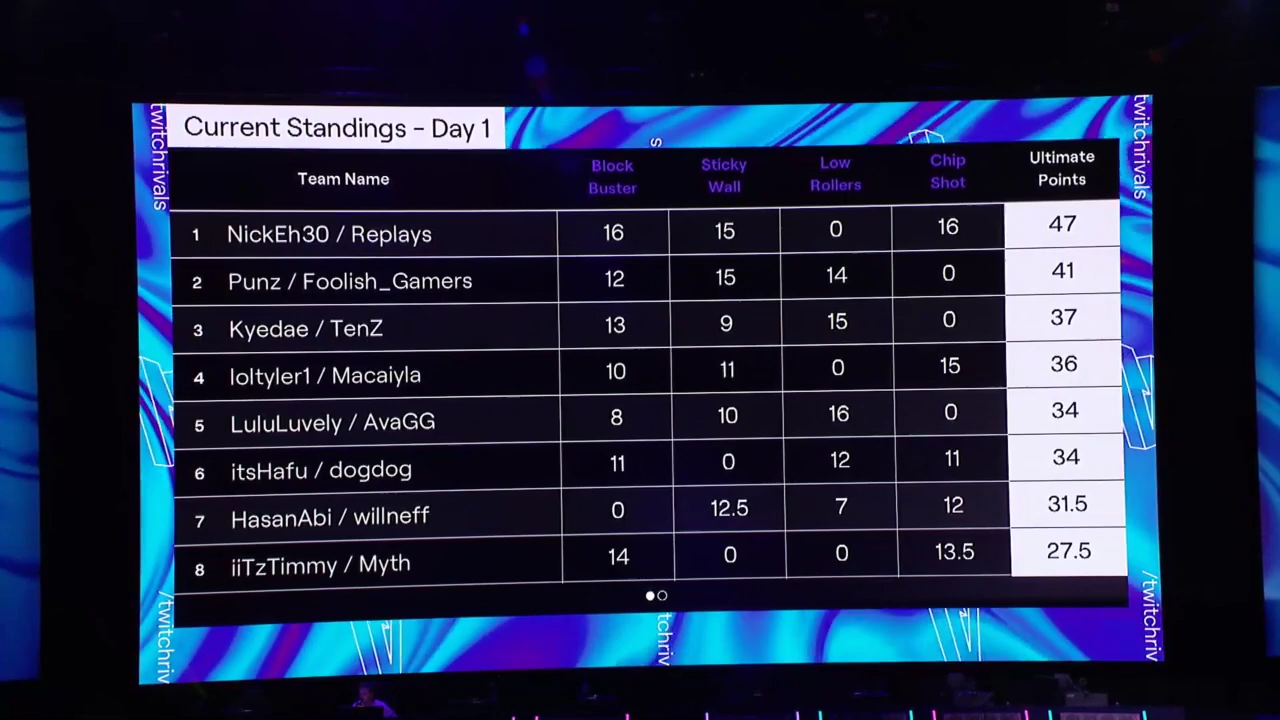 Current Standings - Day 1
Team Name Block Buster Sticky Wall Low Rollers Chip Shot Ultimate Points
1 NickEh30 / Replays 16 15 0 16 47
2 Punz / Foolish_Gamers 12 15 14 0 41
3 Kyedae / TenZ 13 9 15 0 37
4 loltyler1 / Macaiyla 10 11 0 15 36
5 LuluLuvely / AvaGG 8 10 16 0 34
6 itsHafu / dogdog 11 0 12 11 34
7 HasanAbi / willneff 0 12.5 7 12 31.5
8 iiTzTimmy / Myth 14 0 0 13.5 27.5
twitchrivals
s
twitchrivals
/twitchriv
tchriv
/twitchriv